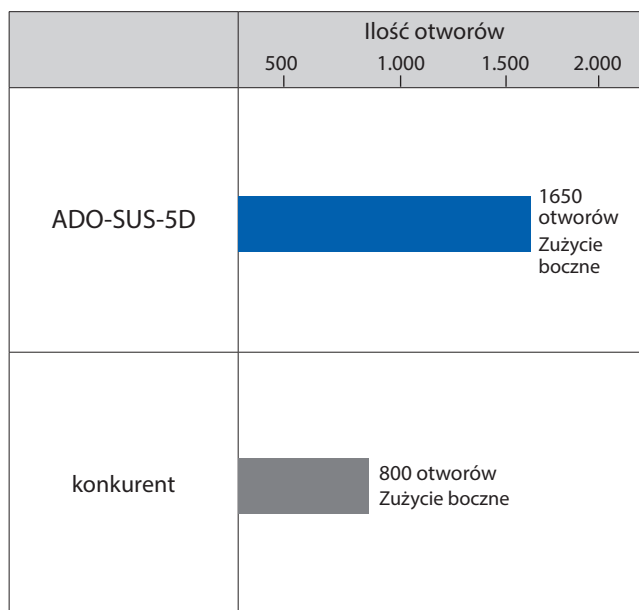 Ilość otworów
500 1.000 1.500 2.000
ADO-SUS-5D
1650
otworów
Zużycie
boczne
konkurent
800 otworów
Zużycie boczne